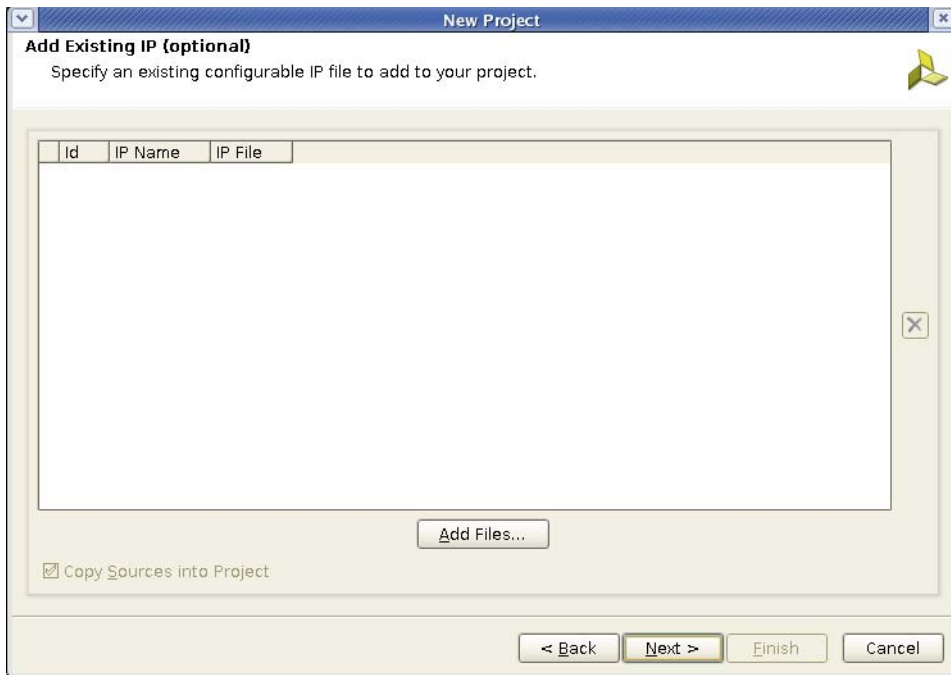 New Project
Add Existing IP (optional)
Specify an existing configurable IP file to add to your project.
Id IP Name IP File
Add Files...
Copy Sources into Project
< Back Next > Finish Cancel